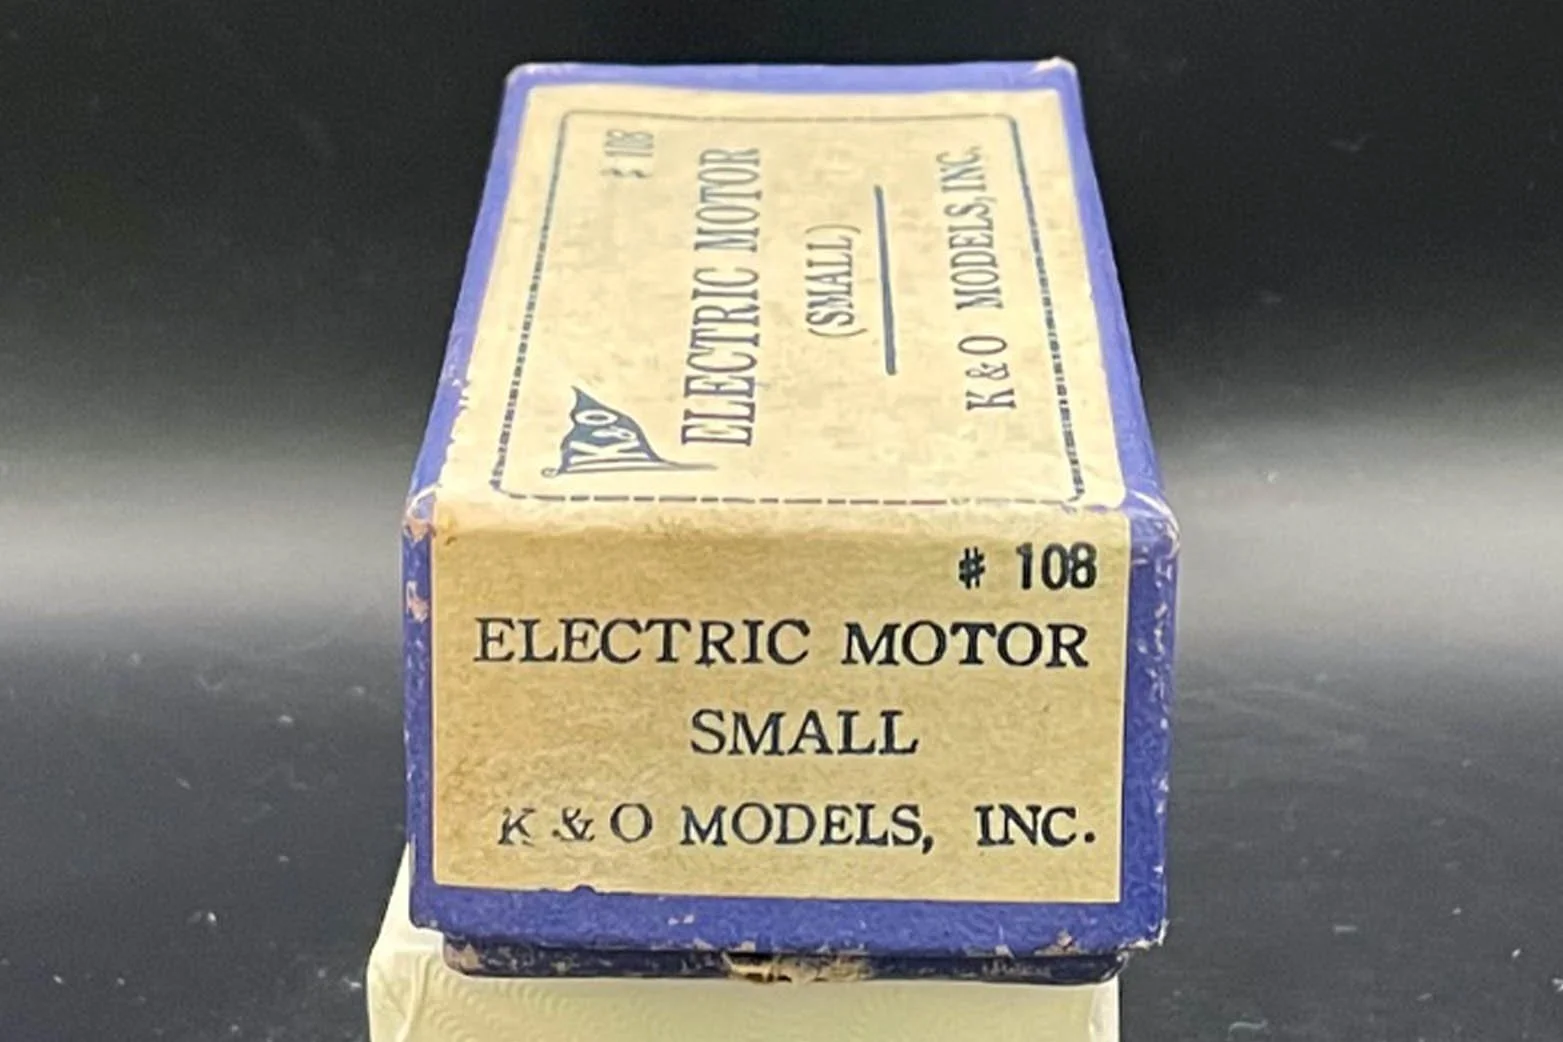 # 108
K&O
ELECTRIC MOTOR
(SMALL)
K & O MODELS, INC.
# 108
ELECTRIC MOTOR
SMALL
K & O MODELS, INC.